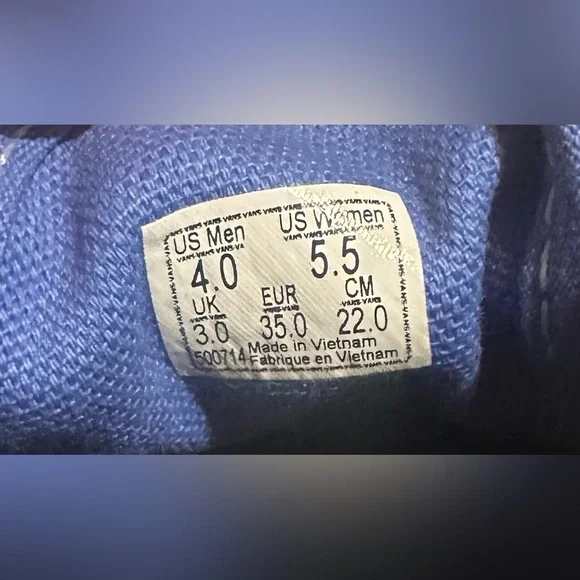 US Men US Women
4.0 5.5
UK EUR CM
3.0 35.0 22.0
500714 Made in Vietnam
Fabrique en Vietnam